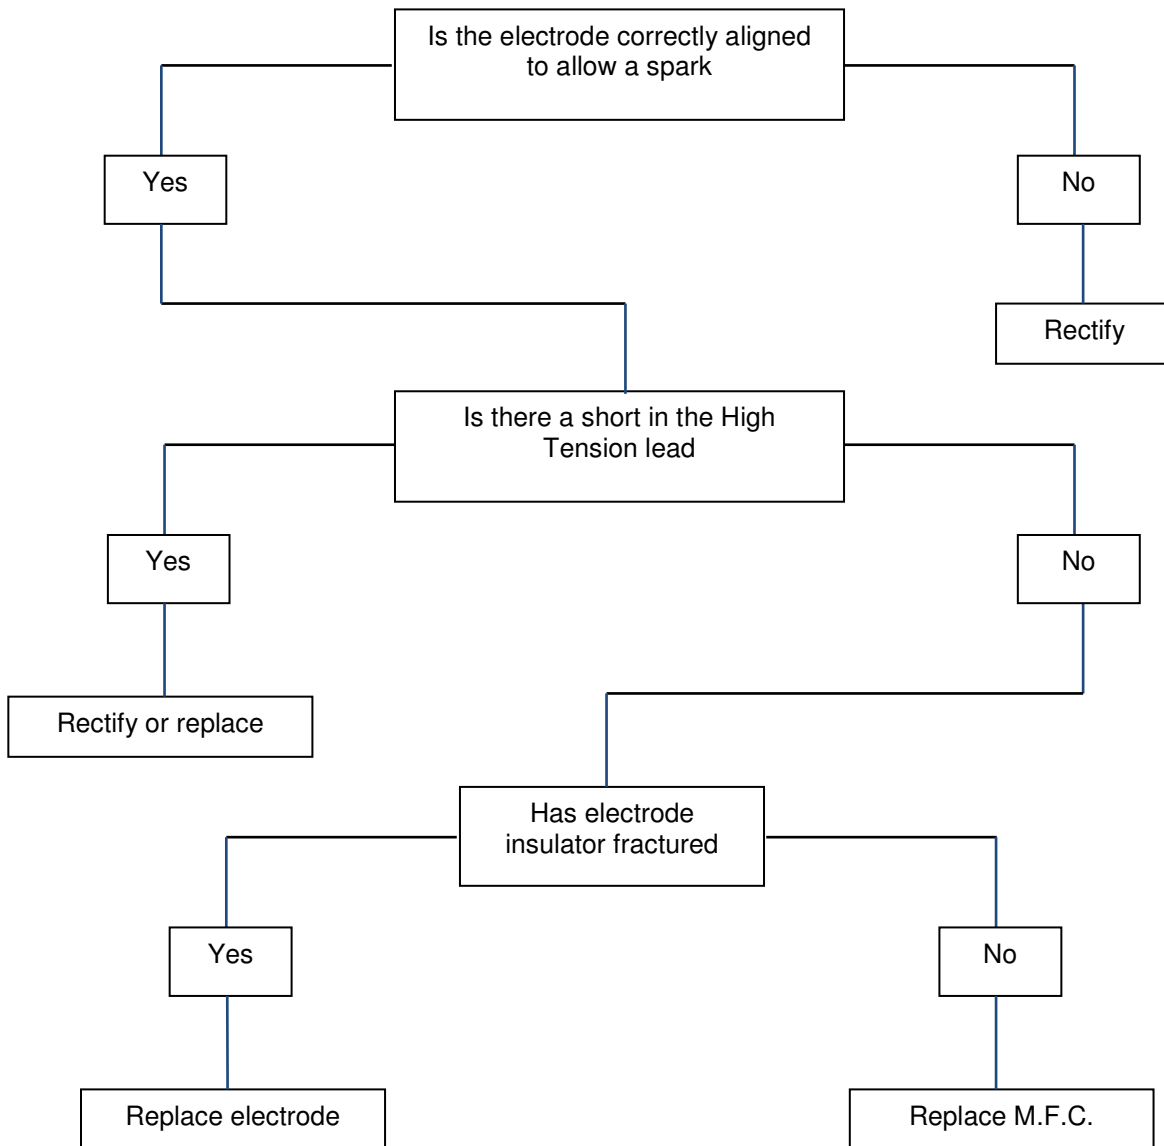 Is the electrode correctly aligned
to allow a spark
Yes
No
Rectify
Is there a short in the High
Tension lead
Yes
No
Rectify or replace
Has electrode
insulator fractured
Yes
No
Replace electrode
Replace M.F.C.